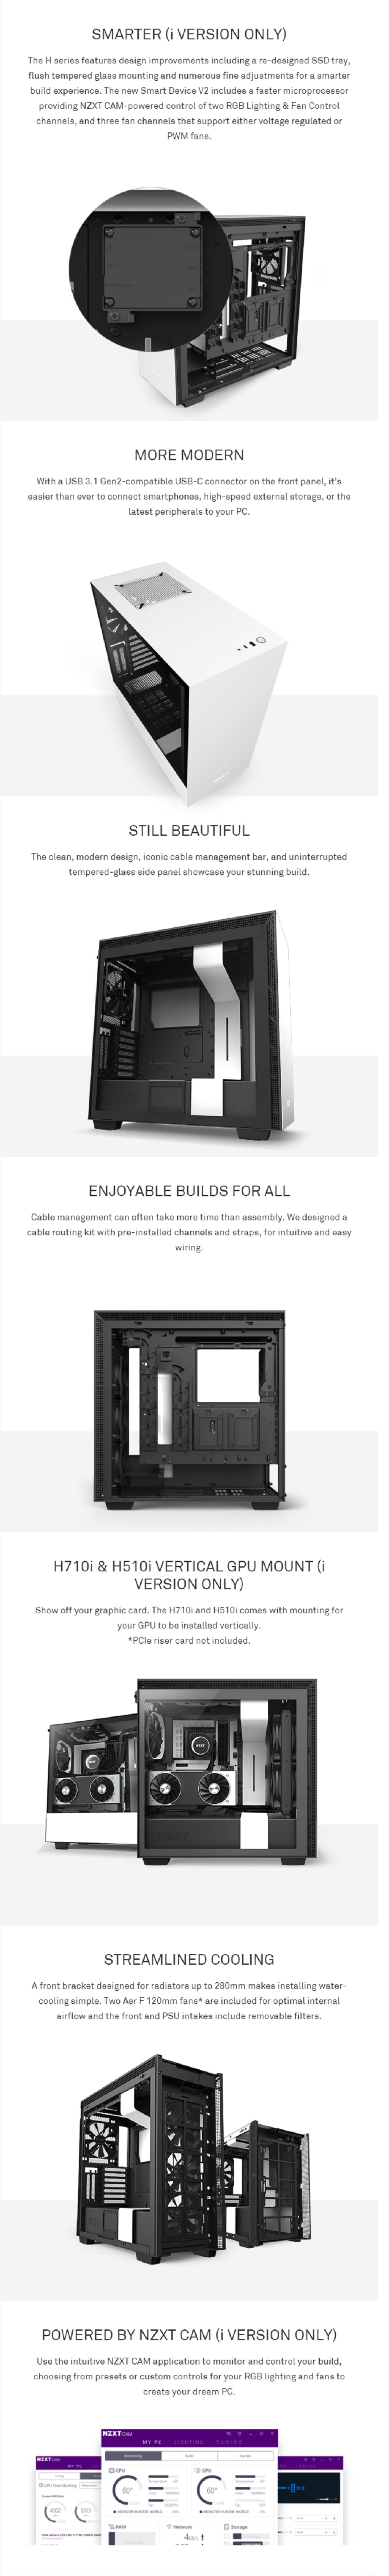 SMARTER (i VERSION ONLY)
The H series features design improvements including a re-designed SSD tray,
flush tempered glass mounting and numerous fine adjustments for a smarter
build experience. The new Smart Device V2 includes a faster microprocessor
providing NZXT CAM-powered control of two RGB Lighting & Fan Control
channels, and three fan channels that support either voltage regulated or
PWM fans.
MORE MODERN
With a USB 3.1 Gen2-compatible USB-C connector on the front panel, it's
easier than ever to connect smartphones, high-speed external storage, or the
latest peripherals to your PC.
STILL BEAUTIFUL
The clean, modern design, iconic cable management bar, and uninterrupted
tempered-glass side panel showcase your stunning build.
ENJOYABLE BUILDS FOR ALL
Cable management can often take more time than assembly. We designed a
cable routing kit with pre-installed channels and straps, for intuitive and easy
wiring.
H710i & H510i VERTICAL GPU MOUNT (i
VERSION ONLY)
Show off your graphic card. The H710i and H510i comes with mounting for
your GPU to be installed vertically.
*PCIe riser card not included.
NZXT
NZXT
STREAMLINED COOLING
A front bracket designed for radiators up to 280mm makes installing water-
cooling simple. Two Aer F 120mm fans* are included for optimal internal
airflow and the front and PSU intakes include removable filters.
POWERED BY NZXT CAM (i VERSION ONLY)
Use the intuitive NZXT CAM application to monitor and control your build,
choosing from presets or custom controls for your RGB lighting and fans to
create your dream PC.
NZXT CAM
MY PC LIGHTING TUNING
CPU
GPU
60°
60°
RAM
Network
Storage
NZXT CAM
MY PC